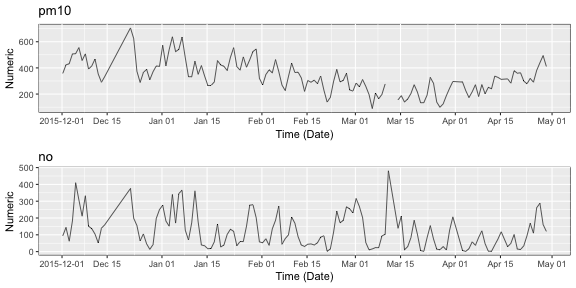 pm10
Numeric
600
400
200
2015-12-01 Dec 15 Jan 01 Jan 15 Feb 01 Feb 15 Mar 01 Mar 15 Apr 01 Apr 15 May 01
Time (Date)
no
Numeric
500
400
300
200
100
0
2015-12-01 Dec 15 Jan 01 Jan 15 Feb 01 Feb 15 Mar 01 Mar 15 Apr 01 Apr 15 May 01
Time (Date)